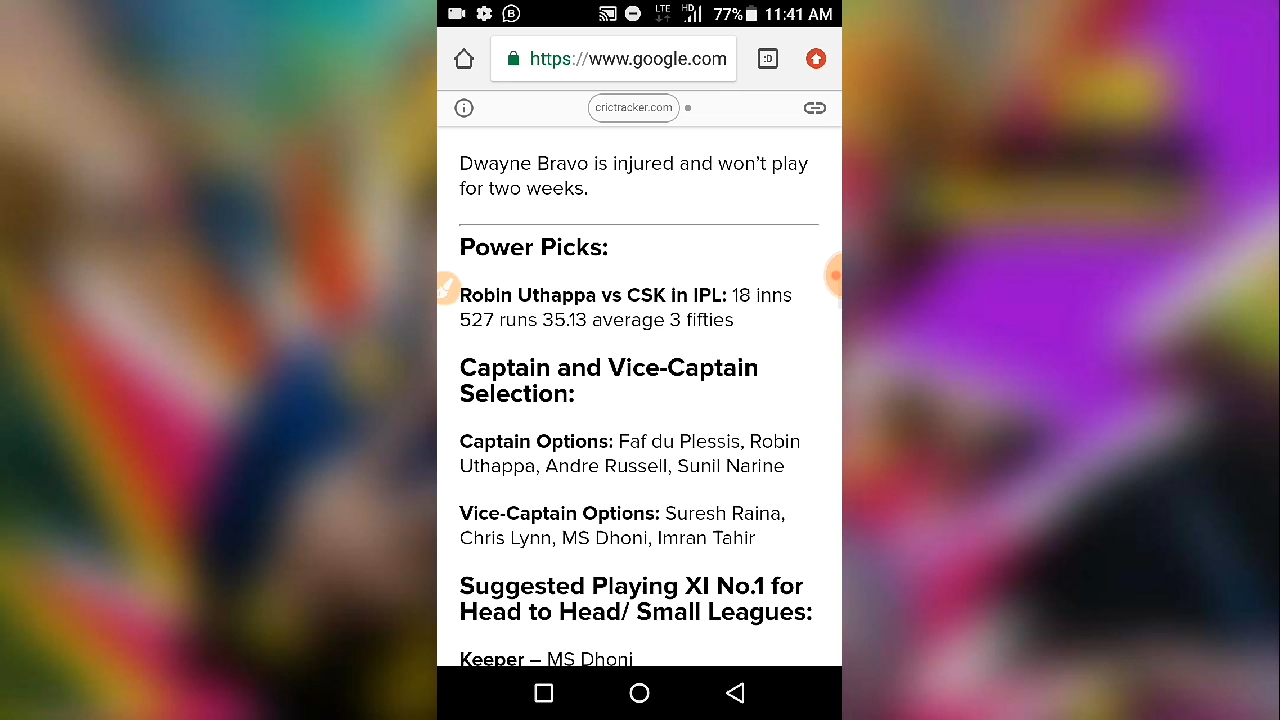 LTE HD 77% 11:41 AM
https://www.google.com :D
crictracker.com
Dwayne Bravo is injured and won’t play
for two weeks.
Power Picks:
Robin Uthappa vs CSK in IPL: 18 inns
527 runs 35.13 average 3 fifties
Captain and Vice-Captain
Selection:
Captain Options: Faf du Plessis, Robin
Uthappa, Andre Russell, Sunil Narine
Vice-Captain Options: Suresh Raina,
Chris Lynn, MS Dhoni, Imran Tahir
Suggested Playing XI No.1 for
Head to Head/ Small Leagues:
Keeper – MS Dhoni